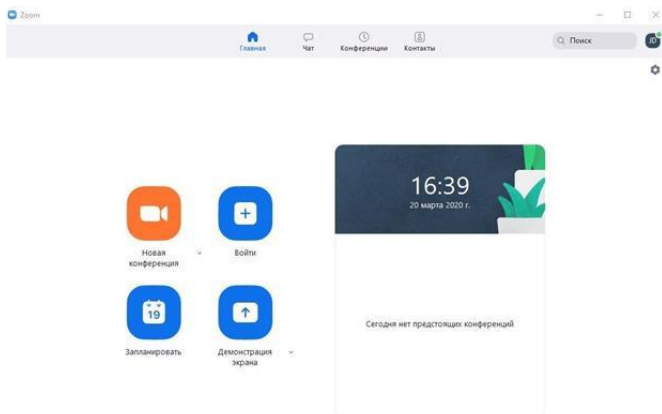 Zoom
Главная
Чат
Конференции
Контакты
Поиск
JD
16:39
20 марта 2020 г.
Новая
конференция
Войти
19
Запланировать
Демонстрация
экрана
Сегодня нет предстоящих конференций